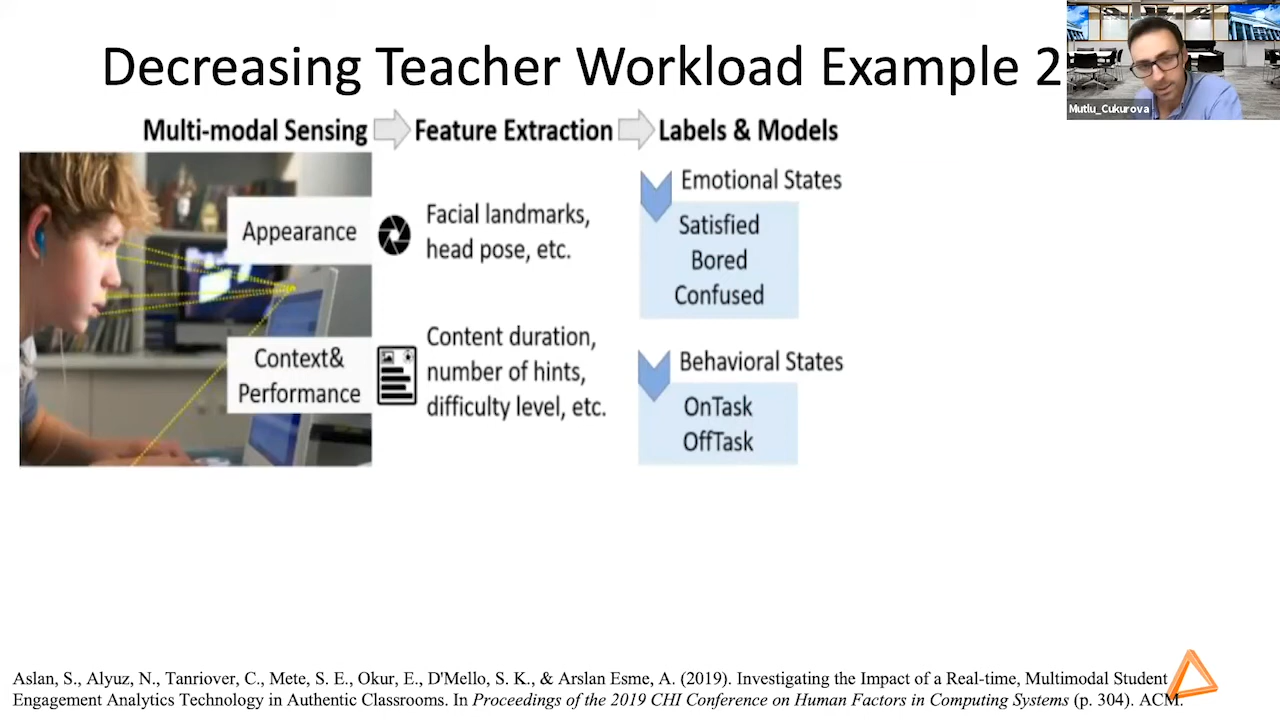 Decreasing Teacher Workload Example 2
Mutlu_Cukurova
Multi-modal Sensing
Feature Extraction
Labels & Models
Appearance
Facial landmarks,
head pose, etc.
Emotional States
Satisfied
Bored
Confused
Context&
Performance
Content duration,
number of hints,
difficulty level, etc.
Behavioral States
OnTask
OffTask
Aslan, S., Alyuz, N., Tanriover, C., Mete, S. E., Okur, E., D'Mello, S. K., & Arslan Esme, A. (2019). Investigating the Impact of a Real-time, Multimodal Student
Engagement Analytics Technology in Authentic Classrooms. In Proceedings of the 2019 CHI Conference on Human Factors in Computing Systems (p. 304). ACM.